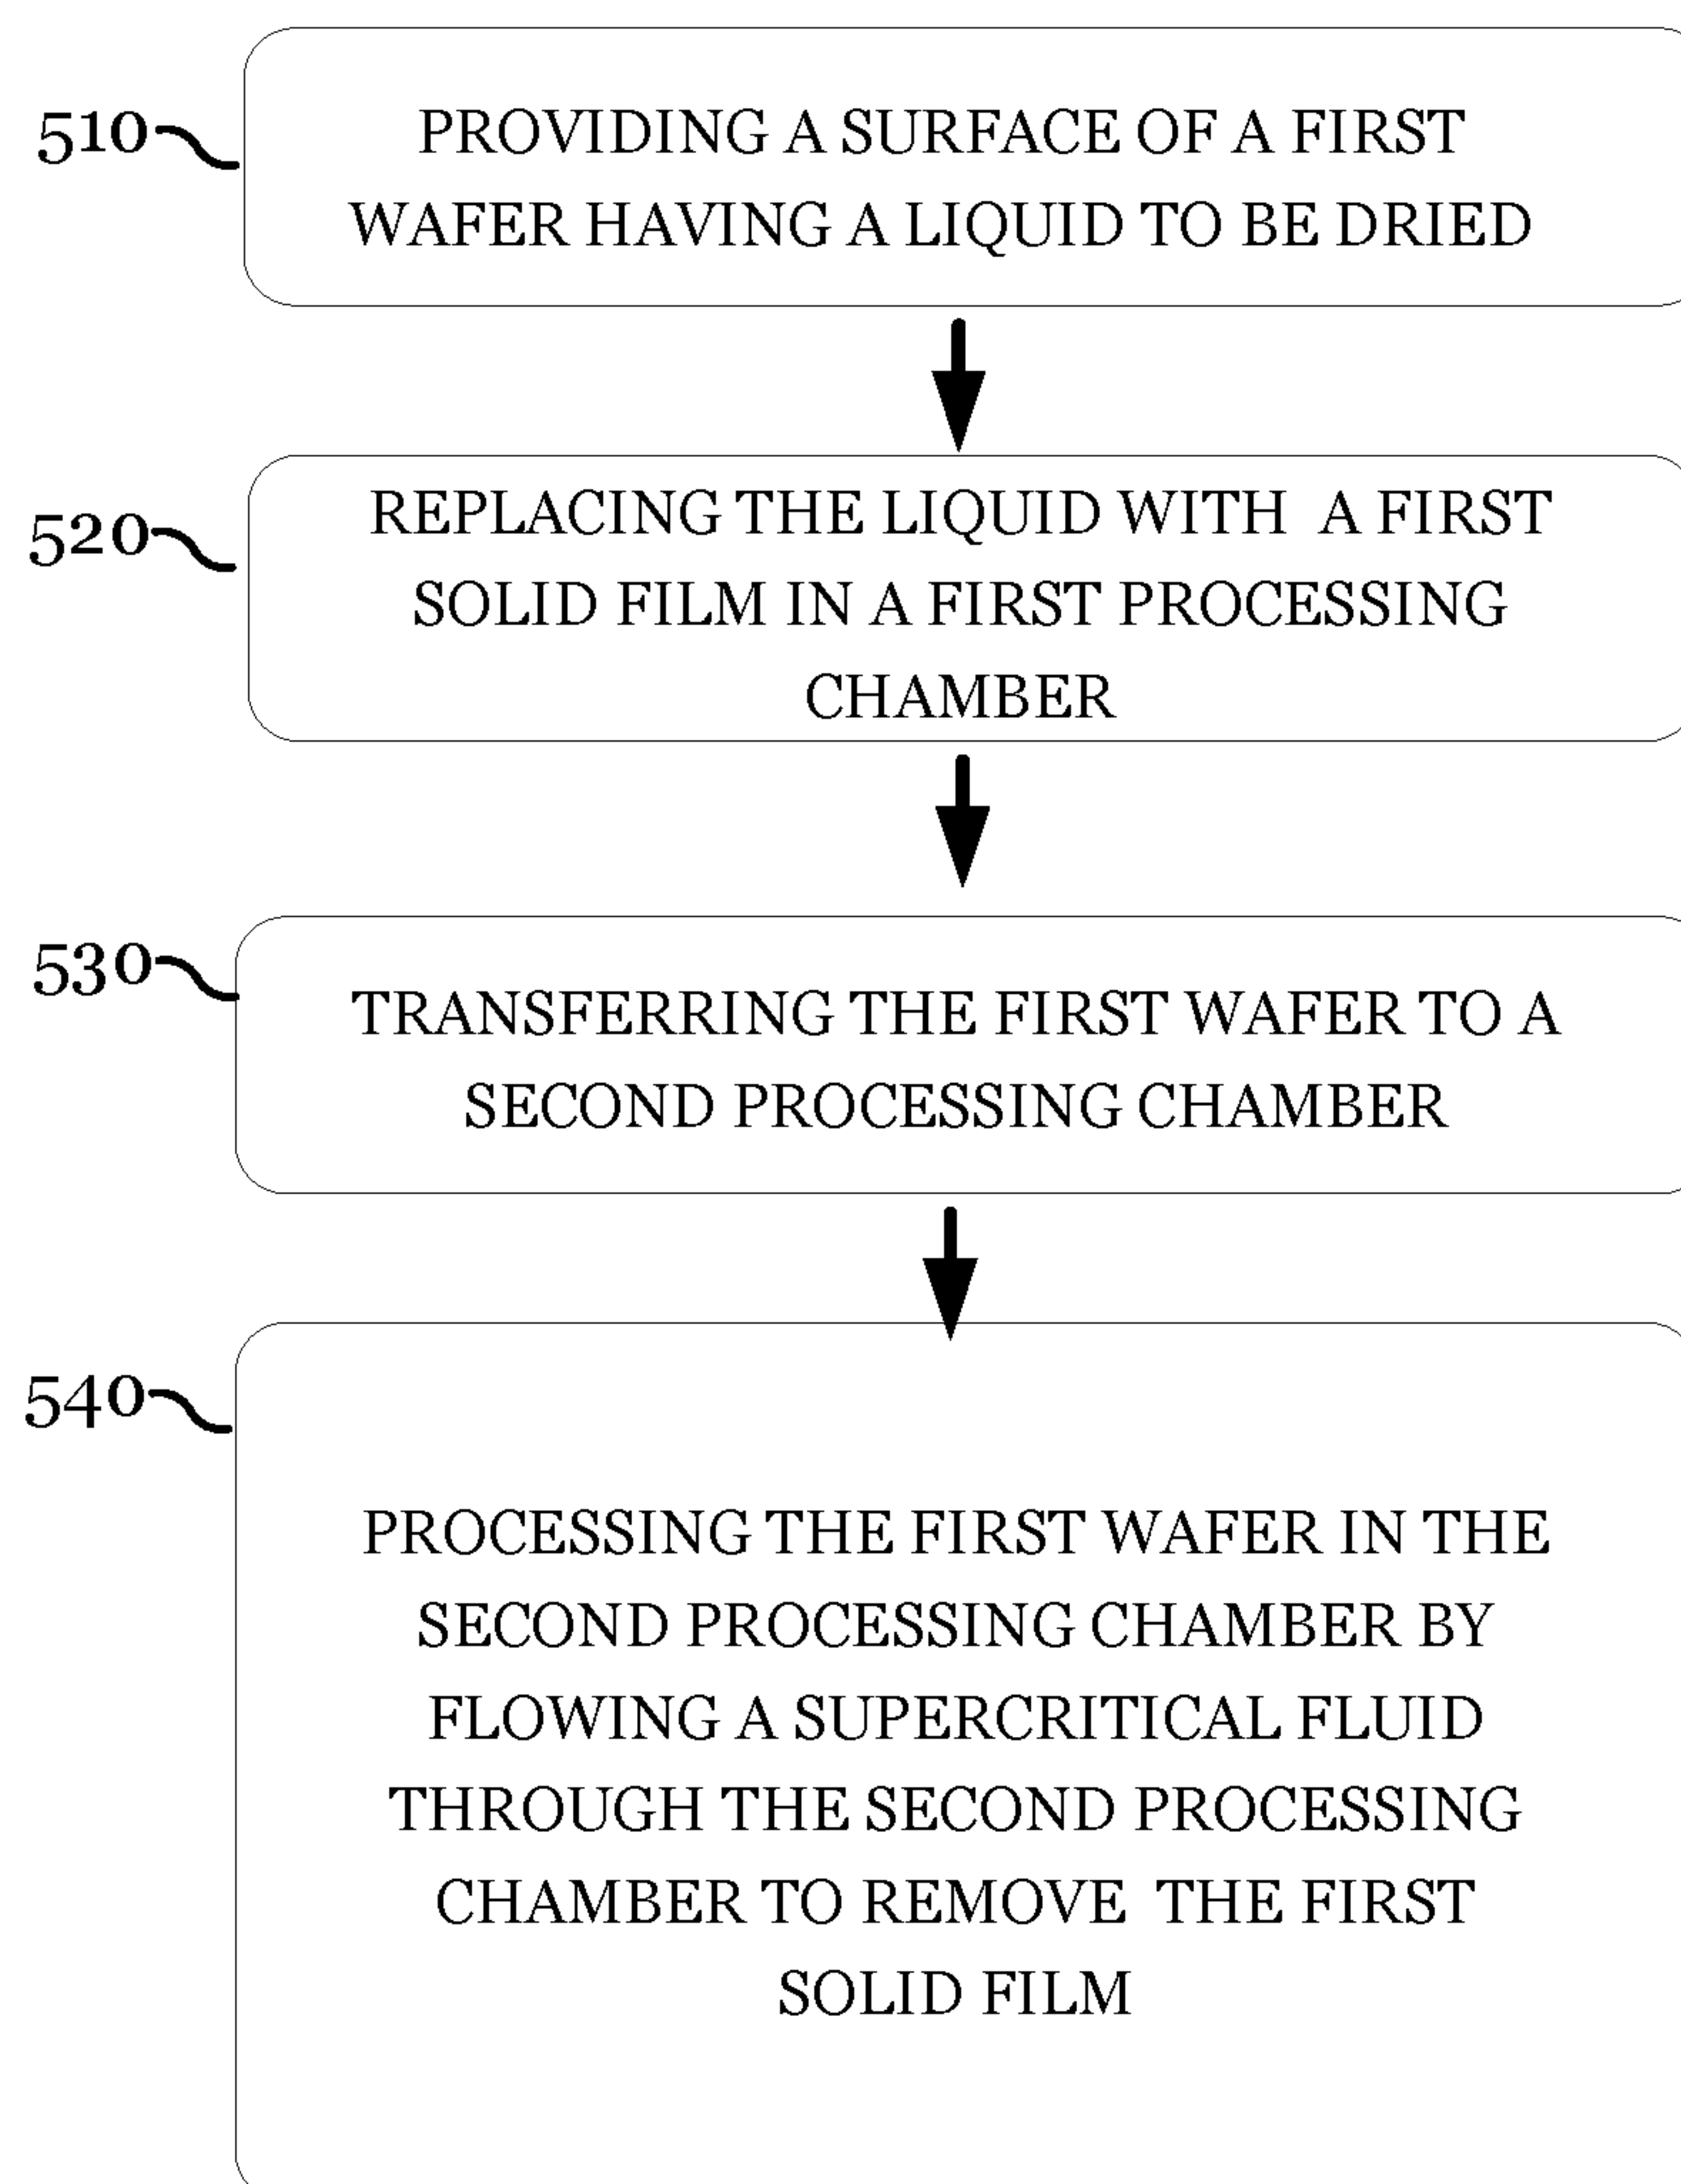 510
PROVIDING A SURFACE OF A FIRST
WAFER HAVING A LIQUID TO BE DRIED
520
REPLACING THE LIQUID WITH A FIRST
SOLID FILM IN A FIRST PROCESSING
CHAMBER
530
TRANSFERRING THE FIRST WAFER TO A
SECOND PROCESSING CHAMBER
540
PROCESSING THE FIRST WAFER IN THE
SECOND PROCESSING CHAMBER BY
FLOWING A SUPERCRITICAL FLUID
THROUGH THE SECOND PROCESSING
CHAMBER TO REMOVE THE FIRST
SOLID FILM